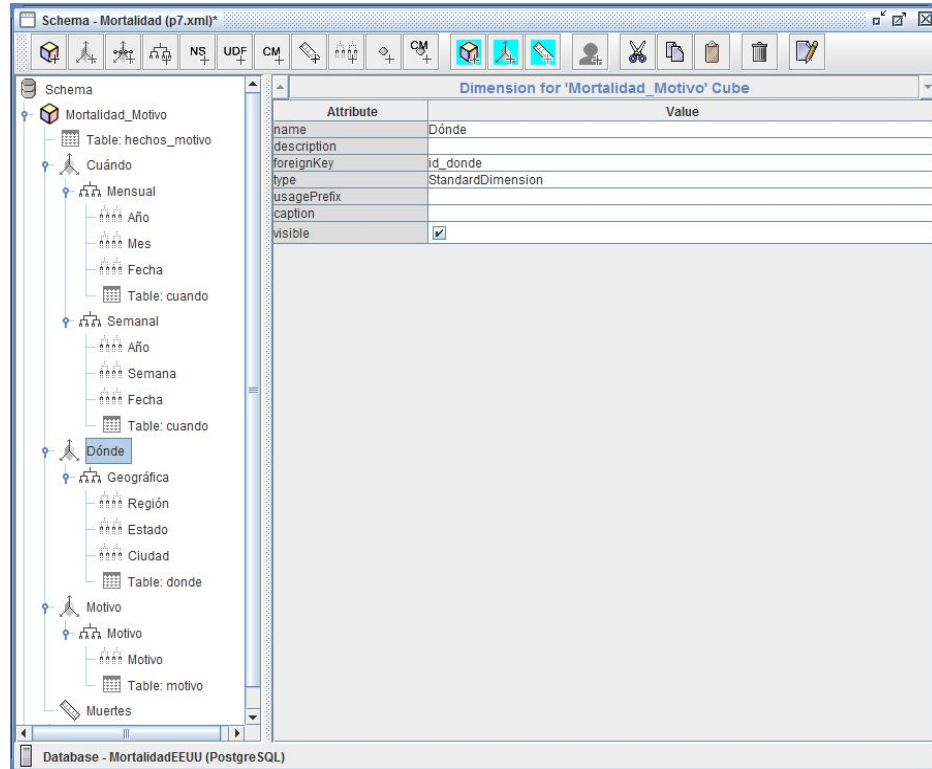 Schema - Mortalidad (p7.xml)*
NS UDF CM CM
Schema
Mortalidad_Motivo
Table: hechos_motivo
Cuándo
Mensual
Año
Mes
Fecha
Table: cuando
Semanal
Año
Semana
Fecha
Table: cuando
Dónde
Geográfica
Región
Estado
Ciudad
Table: donde
Motivo
Motivo
Motivo
Table: motivo
Muertes
Dimension for 'Mortalidad_Motivo' Cube
Attribute Value
name Dónde
description
foreignKey id_donde
type StandardDimension
usagePrefix
caption
visible
Database - MortalidadEEUU (PostgreSQL)